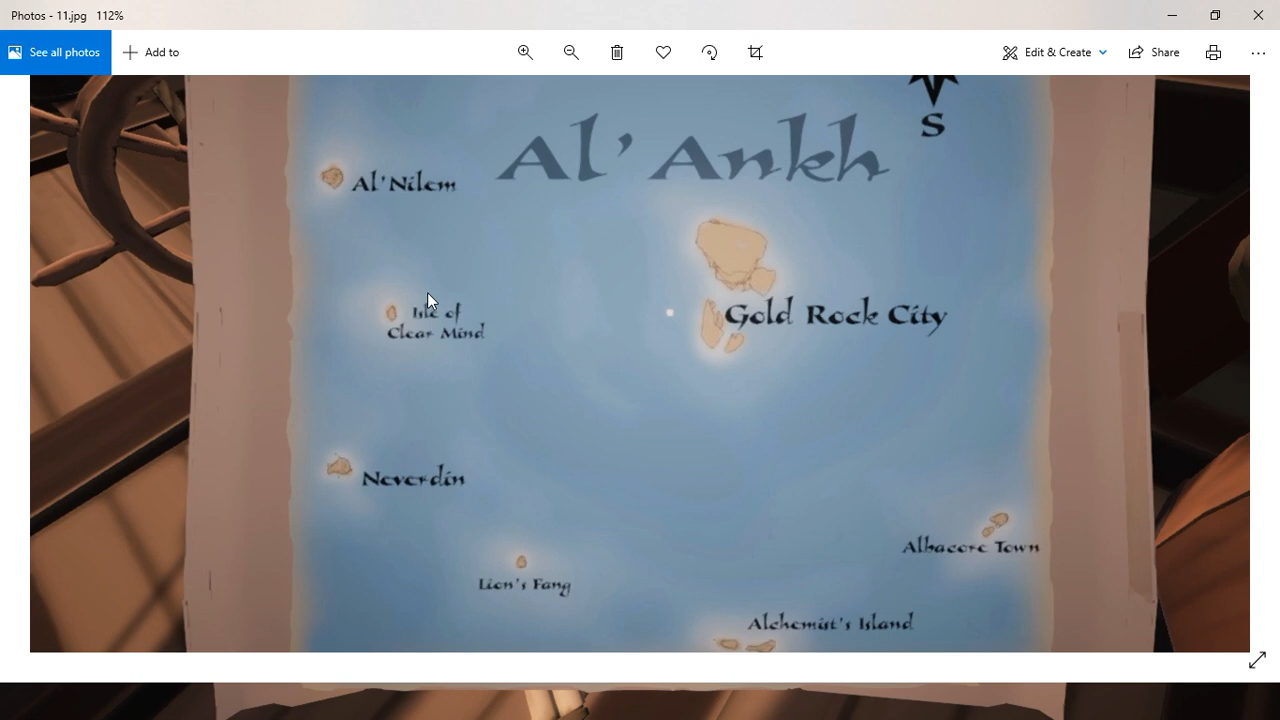 Photos - 11.jpg 112%
See all photos
Add to
Edit & Create
Share
S
Al' Ankh
Al'Nilem
Isle of
Clear Mind
Gold Rock City
Neverdin
Albacore Town
Lion's Fang
Alchemist's Island